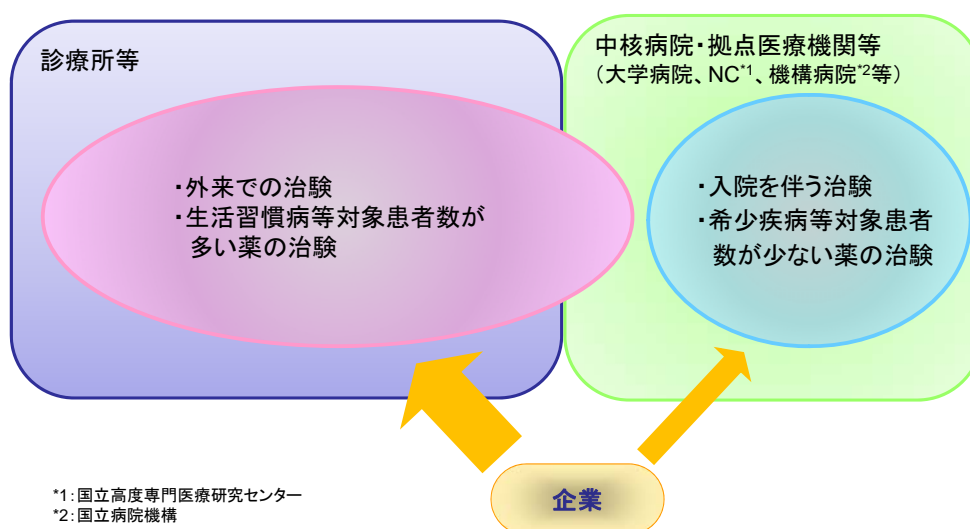 診療所等
中核病院・拠点医療機関等
（大学病院、NC*1、機構病院*2等）
・外来での治験
・生活習慣病等対象患者数が
多い薬の治験
・入院を伴う治験
・希少疾病等対象患者
数が少ない薬の治験
企業
*1：国立高度専門医療研究センター
*2：国立病院機構